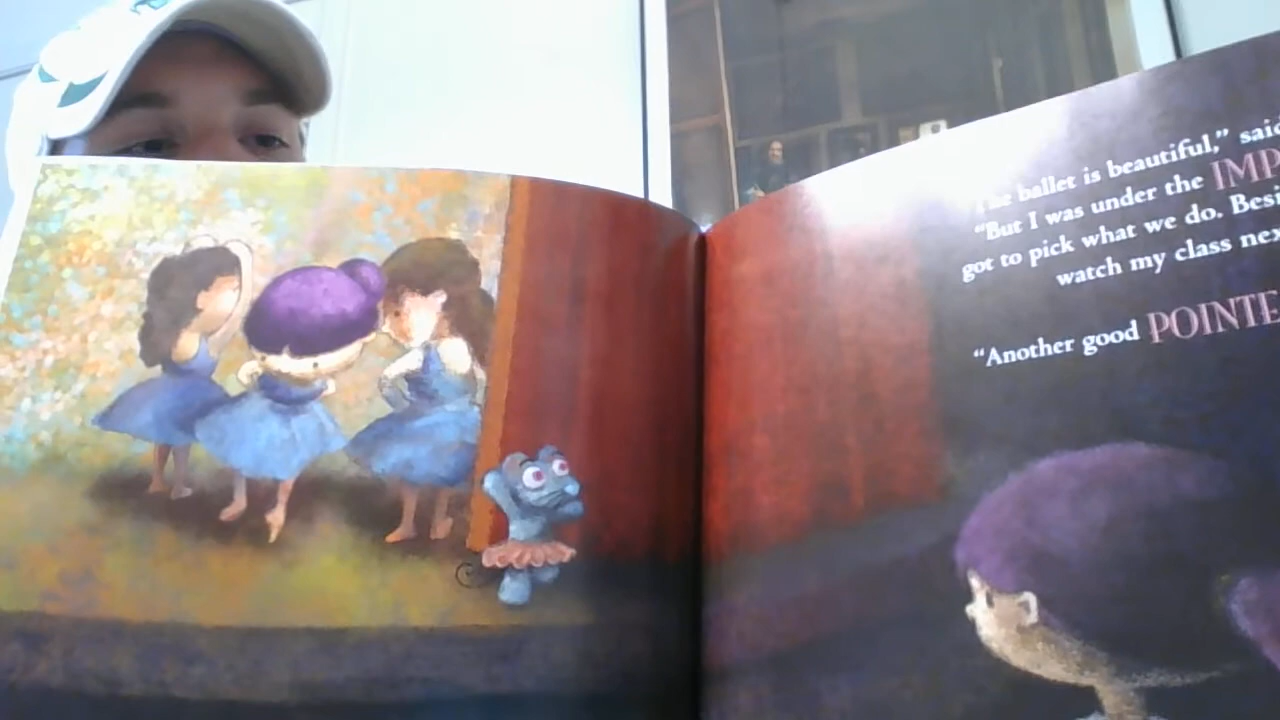 The ballet is beautiful," said
"But I was under the IMP
got to pick what we do. Besi
watch my class nex
"Another good POINTE